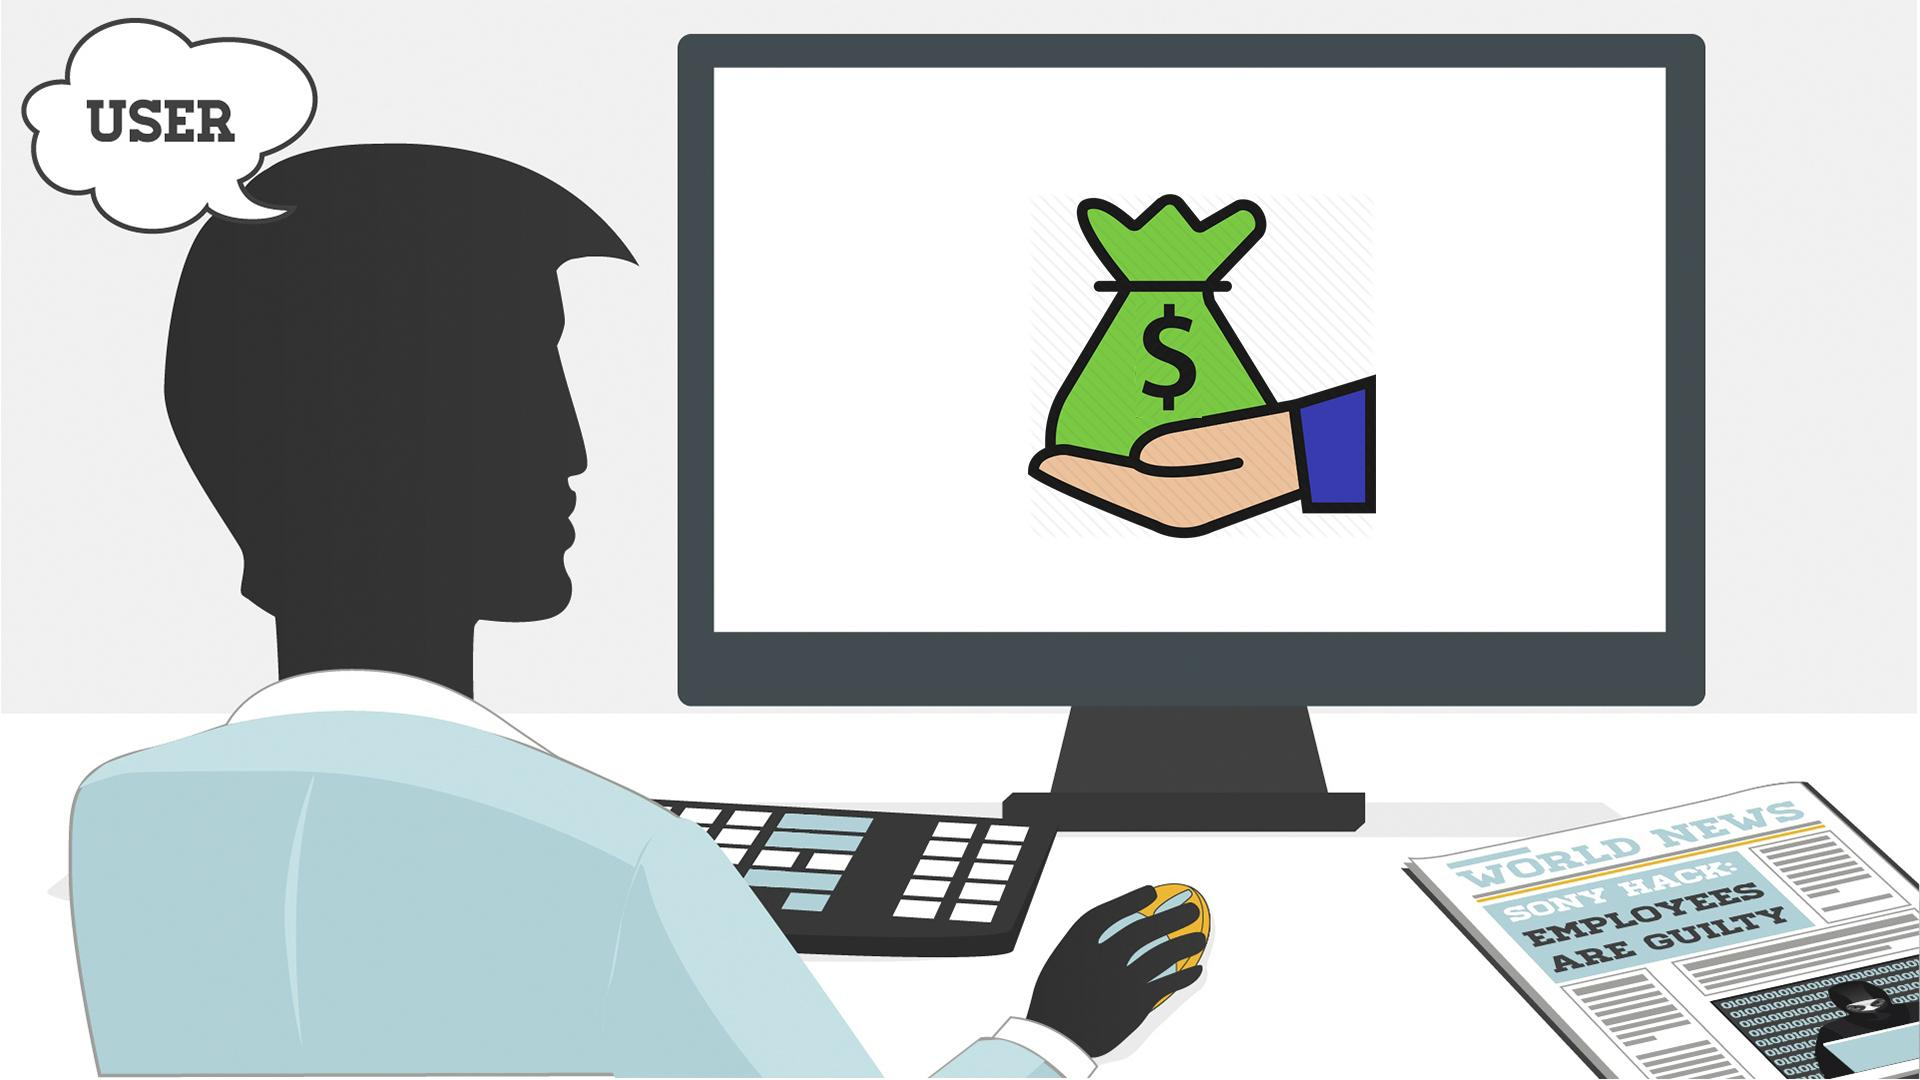 USER
$
WORLD NEWS
SONY HACK:
EMPLOYEES
ARE GUILTY